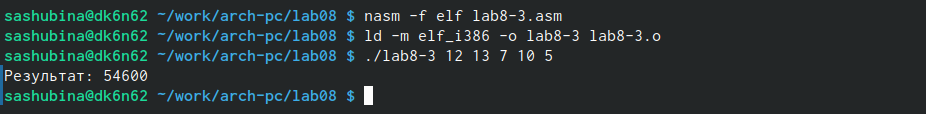 sashubina@dk6n62 ~/work/arch-pc/lab08 $ nasm -f elf lab8-3.asm
sashubina@dk6n62 ~/work/arch-pc/lab08 $ ld -m elf_i386 -o lab8-3 lab8-3.o
sashubina@dk6n62 ~/work/arch-pc/lab08 $ ./lab8-3 12 13 7 10 5
Результат: 54600
sashubina@dk6n62 ~/work/arch-pc/lab08 $